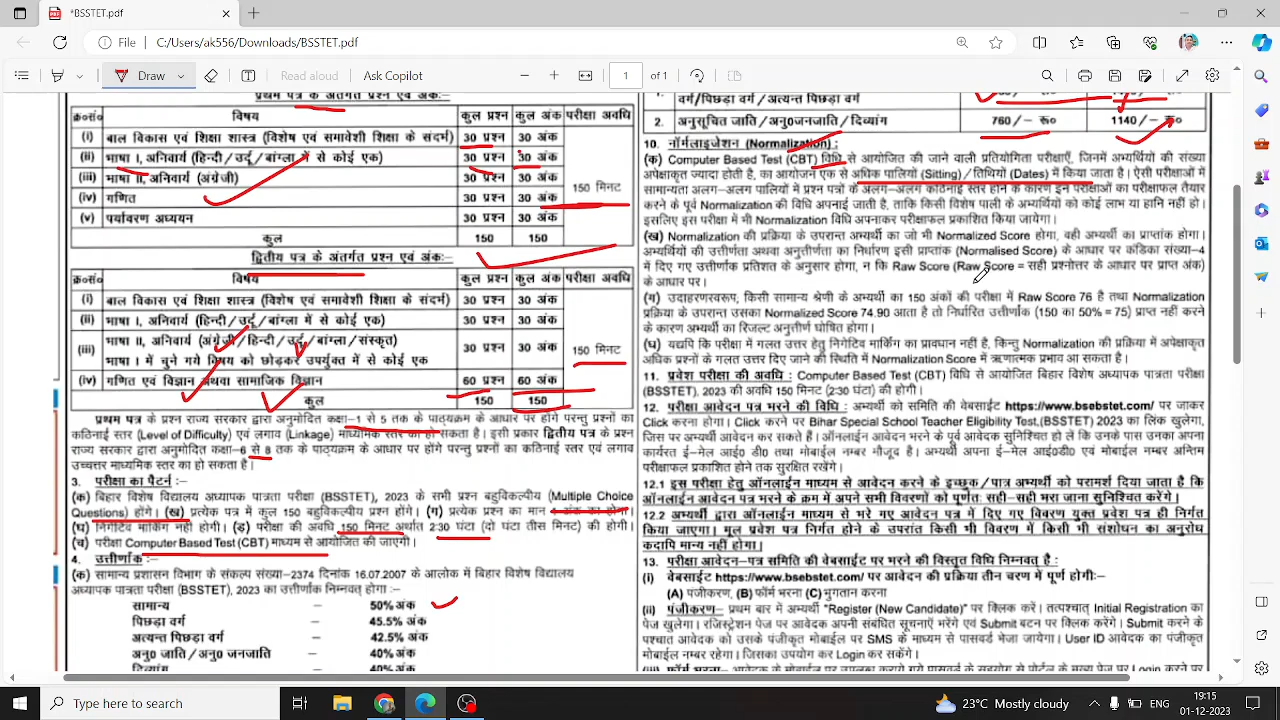 *BSSTET.pdf
File
C:/Users/ak556/Downloads/BSSTET.pdf
Draw
Read aloud
Ask Copilot
1
of 1
प्रथम पत्र के अंतर्गत प्रश्न एवं अंक:-
क्र०सं० विषय कुल प्रश्न कुल अंक परीक्षा अवधि
(i) बाल विकास एवं शिक्षा शास्त्र (विशेष एवं समावेशी शिक्षा के संदर्भ) 30 प्रश्न 30 अंक
(ii) भाषा I, अनिवार्य (हिन्दी/उर्दू/बांग्ला में से कोई एक) 30 प्रश्न 30 अंक
(iii) भाषा II, अनिवार्य (अंग्रेजी) 30 प्रश्न 30 अंक
150 मिनट
(iv) गणित 30 प्रश्न 30 अंक
(v) पर्यावरण अध्ययन 30 प्रश्न 30 अंक
कुल 150 150
द्वितीय पत्र के अंतर्गत प्रश्न एवं अंक:-
क्र०सं० विषय कुल प्रश्न कुल अंक परीक्षा अवधि
(i) बाल विकास एवं शिक्षा शास्त्र (विशेष एवं समावेशी शिक्षा के संदर्भ) 30 प्रश्न 30 अंक
(ii) भाषा I, अनिवार्य (हिन्दी/उर्दू/बांग्ला में से कोई एक) 30 प्रश्न 30 अंक
(iii) भाषा II, अनिवार्य (अंग्रेजी/हिन्दी/उर्दू/बांग्ला/संस्कृत) 30 प्रश्न 30 अंक
भाषा I में चुने गये विषय को छोड़कर उपर्युक्त में से कोई एक
150 मिनट
(iv) गणित एवं विज्ञान अथवा सामाजिक विज्ञान 60 प्रश्न 60 अंक
कुल 150 150
प्रथम पत्र के प्रश्न राज्य सरकार द्वारा अनुमोदित कक्षा-1 से 5 तक के पाठ्यक्रम के आधार पर होंगे परन्तु प्रश्नों का
कठिनाई स्तर (Level of Difficulty) एवं लगाव (Linkage) माध्यमिक स्तर का हो सकता है। इसी प्रकार द्वितीय पत्र के प्रश्न
राज्य सरकार द्वारा अनुमोदित कक्षा-6 से 8 तक के पाठ्यक्रम के आधार पर होंगे परन्तु प्रश्नों का कठिनाई स्तर एवं लगाव
उच्चत्तर माध्यमिक स्तर का हो सकता है।
3. परीक्षा का पैटर्न :-
(क) बिहार विशेष विद्यालय अध्यापक पात्रता परीक्षा (BSSTET), 2023 के सभी प्रश्न बहुविकल्पीय (Multiple Choice
Questions) होंगे। (ख) प्रत्येक पत्र में कुल 150 बहुविकल्पीय प्रश्न होंगे। (ग) प्रत्येक प्रश्न का मान 1 अंक का होगा।
(घ) निगेटिव मार्किंग नहीं होगी। (ड़) परीक्षा की अवधि 150 मिनट अर्थात 2:30 घंटा (दो घंटा तीस मिनट) की होगी।
(च) परीक्षा Computer Based Test (CBT) माध्यम से आयोजित की जाएगी।
4. उत्तीर्णांक :-
(क) सामान्य प्रशासन विभाग के संकल्प संख्या-2374 दिनांक 16.07.2007 के आलोक में बिहार विशेष विद्यालय
अध्यापक पात्रता परीक्षा (BSSTET), 2023 का उत्तीर्णांक निम्नवत् होगा :-
सामान्य – 50% अंक
पिछड़ा वर्ग – 45.5% अंक
अत्यन्त पिछड़ा वर्ग – 42.5% अंक
अनु० जाति/अनु० जनजाति – 40% अंक
दिव्यांग 40% अंक
1.
वर्ग/पिछड़ा वर्ग/अत्यन्त पिछड़ा वर्ग
2. अनुसूचित जाति/अनु०जनजाति/दिव्यांग 760/- रू० 1140/- रू०
10. नॉर्मलाइजेशन (Normalization) :
(क) Computer Based Test (CBT) विधि से आयोजित की जाने वाली प्रतियोगिता परीक्षाएँ, जिनमें अभ्यर्थियों की संख्या
अपेक्षाकृत ज्यादा होती है, का आयोजन एक से अधिक पालियों (Sitting)/तिथियों (Dates) में किया जाता है। ऐसी परीक्षाओं में
सामान्यता अलग-अलग पालियों में प्रश्न पत्रों के अलग-अलग कठिनाई स्तर होने के कारण इन परीक्षाओं का परीक्षाफल तैयार
करने के पूर्व Normalization की विधि अपनाई जाती है, ताकि किसी विशेष पाली के अभ्यर्थियों को कोई लाभ या हानि नहीं हो।
इसलिए इस परीक्षा में भी Normalization विधि अपनाकर परीक्षाफल प्रकाशित किया जायेगा।
(ख) Normalization की प्रक्रिया के उपरान्त अभ्यर्थी का जो भी Normalized Score होगा, वही अभ्यर्थी का प्राप्तांक होगा।
अभ्यर्थियों की उत्तीर्णता अथवा अनुत्तीर्णता का निर्धारण इसी प्राप्तांक (Normalised Score) के आधार पर कंडिका संख्या-4
में दिए गए उत्तीर्णांक प्रतिशत के अनुसार होगा, न कि Raw Score (Raw Score = सही प्रश्नोत्तर के आधार पर प्राप्त अंक)
के आधार पर।
(ग) उदाहरणस्वरूप, किसी सामान्य श्रेणी के अभ्यर्थी का 150 अंकों की परीक्षा में Raw Score 76 है तथा Normalization
प्रक्रिया के उपरान्त उसका Normalized Score 74.90 आता है तो निर्धारित उत्तीर्णांक (150 का 50% = 75) प्राप्त नहीं करने
के कारण अभ्यर्थी का रिजल्ट अनुत्तीर्ण घोषित होगा।
(घ) यद्यपि कि परीक्षा में गलत उत्तर हेतु निगेटिव मार्किंग का प्रावधान नहीं है, किन्तु Normalization की प्रक्रिया में अपेक्षाकृत
अधिक प्रश्नों के गलत उत्तर दिए जाने की स्थिति में Normalization Score में ऋणात्मक प्रभाव आ सकता है।
11. प्रवेश परीक्षा की अवधि : Computer Based Test (CBT) विधि से आयोजित बिहार विशेष अध्यापक पात्रता परीक्षा
(BSSTET), 2023 की अवधी 150 मिनट (2:30 घंटा) की होगी।
12. परीक्षा आवेदन पत्र भरने की विधि : अभ्यर्थी को समिति की वेबसाईट https://www.bsebstet.com/ पर जाकर
Click करना होगा। Click करने पर Bihar Special School Teacher Eligibility Test,(BSSTET) 2023 का लिंक खुलेगा,
जिस पर अभ्यर्थी आवेदन कर सकते हैं। ऑनलाईन आवेदन भरने के पूर्व आवेदक सुनिश्चित हो लें कि उनके पास उनका अपना
कार्यरत ई-मेल आई० डी० तथा मोबाईल नम्बर मौजूद है। अभ्यर्थी अपना ई-मेल आई०डी० एवं मोबाईल नम्बर अन्तिम
परीक्षाफल प्रकाशित होने तक सुरक्षित रखेंगे।
12.1 इस परीक्षा हेतु ऑनलाईन माध्यम से आवेदन करने के इच्छुक/पात्र अभ्यर्थी को परामर्श दिया जाता है कि
ऑनलाईन आवेदन पत्र भरने के क्रम में अपने सभी विवरणों को पूर्णतः सही-सही भरा जाना सुनिश्चित करेंगे।
12.2 अभ्यर्थी द्वारा ऑनलाईन माध्यम से भरे गए आवेदन पत्र में दिए गए विवरण युक्त प्रवेश पत्र ही निर्गत
किया जाएगा। मूल प्रवेश पत्र निर्गत होने के उपरांत किसी भी विवरण में किसी भी संशोधन का अनुरोध
कदापि मान्य नहीं होगा।
13. परीक्षा आवेदन-पत्र समिति की वेबसाईट पर भरने की विस्तृत विधि निम्नवत् है :
(i) वेबसाईट https://www.bsebstet.com/ पर आवेदन की प्रक्रिया तीन चरण में पूर्ण होगीः-
(A) पंजीकरण, (B) फॉर्म भरना (C) भुगतान करना
(ii) पंजीकरणः- प्रथम बार में अभ्यर्थी "Register (New Candidate)" पर क्लिक करें। तत्पश्चात् Initial Registration का
पेज खुलेगा। रजिस्ट्रेशन पेज पर आवेदक अपनी संबंधित सूचनाएँ भरेंगे एवं Submit बटन पर क्लिक करेंगे। Submit करने के
पश्चात आवेदक को उसके पंजीकृत मोबाईल पर SMS के माध्यम से पासवर्ड भेजा जायेगा। User ID आवेदक का पंजीकृत
मोबाईल नम्बर रहेगा। जिसका उपयोग कर Login कर सकेंगे।
Type here to search
23°C Mostly cloudy
19:15
01-12-2023